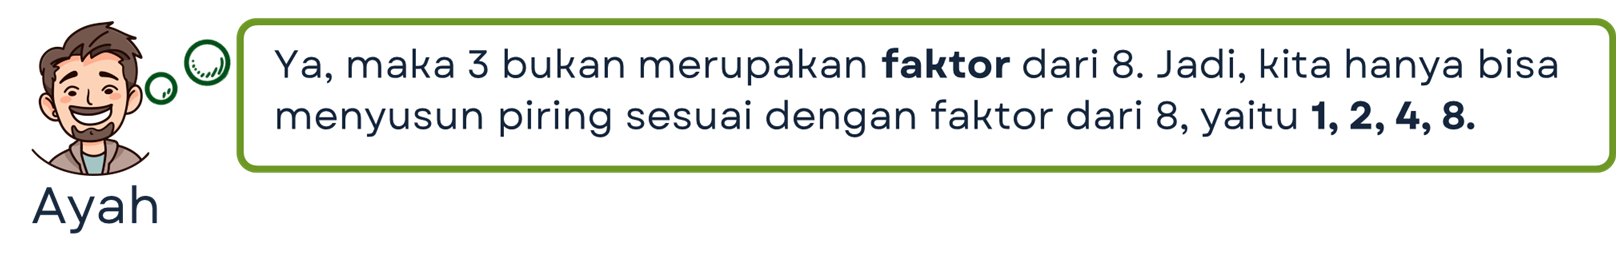 Ya, maka 3 bukan merupakan faktor dari 8. Jadi, kita hanya bisa
menyusun piring sesuai dengan faktor dari 8, yaitu 1, 2, 4, 8.
Ayah